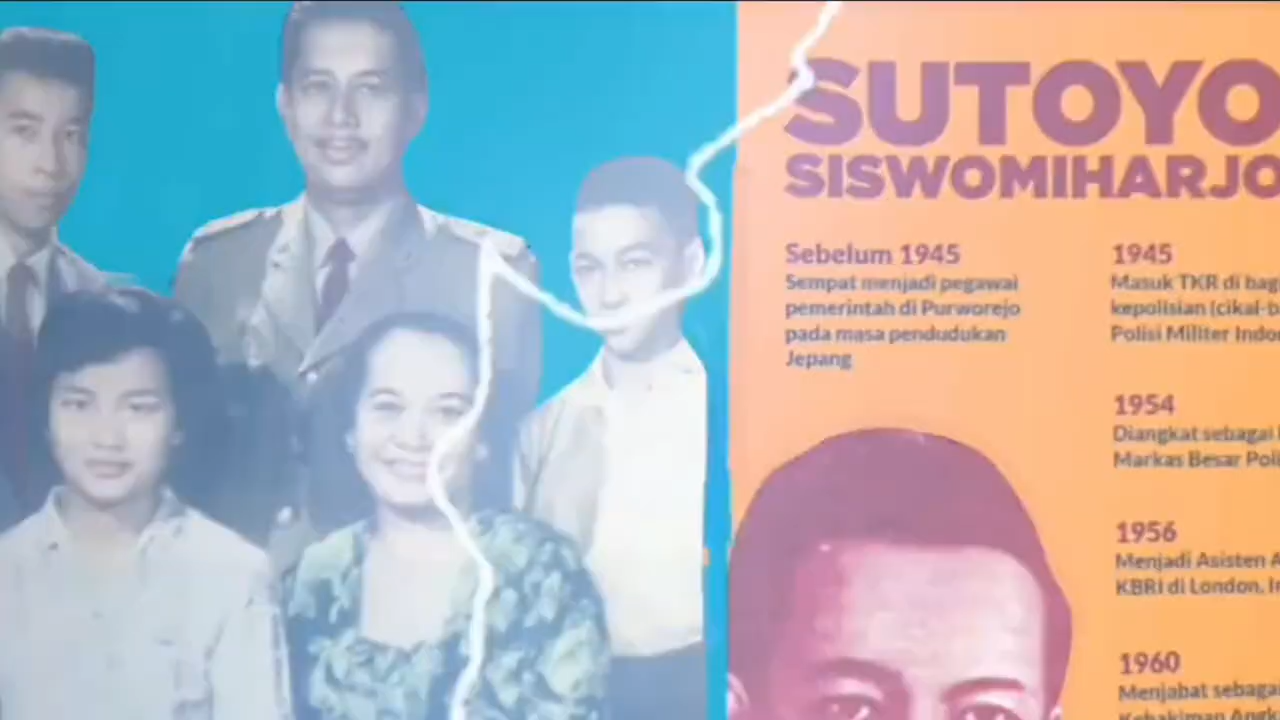 SUTOYO
SISWOMIHARJO
Sebelum 1945
Sempat menjadi pegawai
pemerintah di Purworejo
pada masa pendudukan
Jepang
1945
Masuk TKR di
kepolisian
Polisi Militer
1954
Diangkat sebagai
Markas Besar
1956
Menjadi Asisten
KBRI di London,
1960
Menjabat